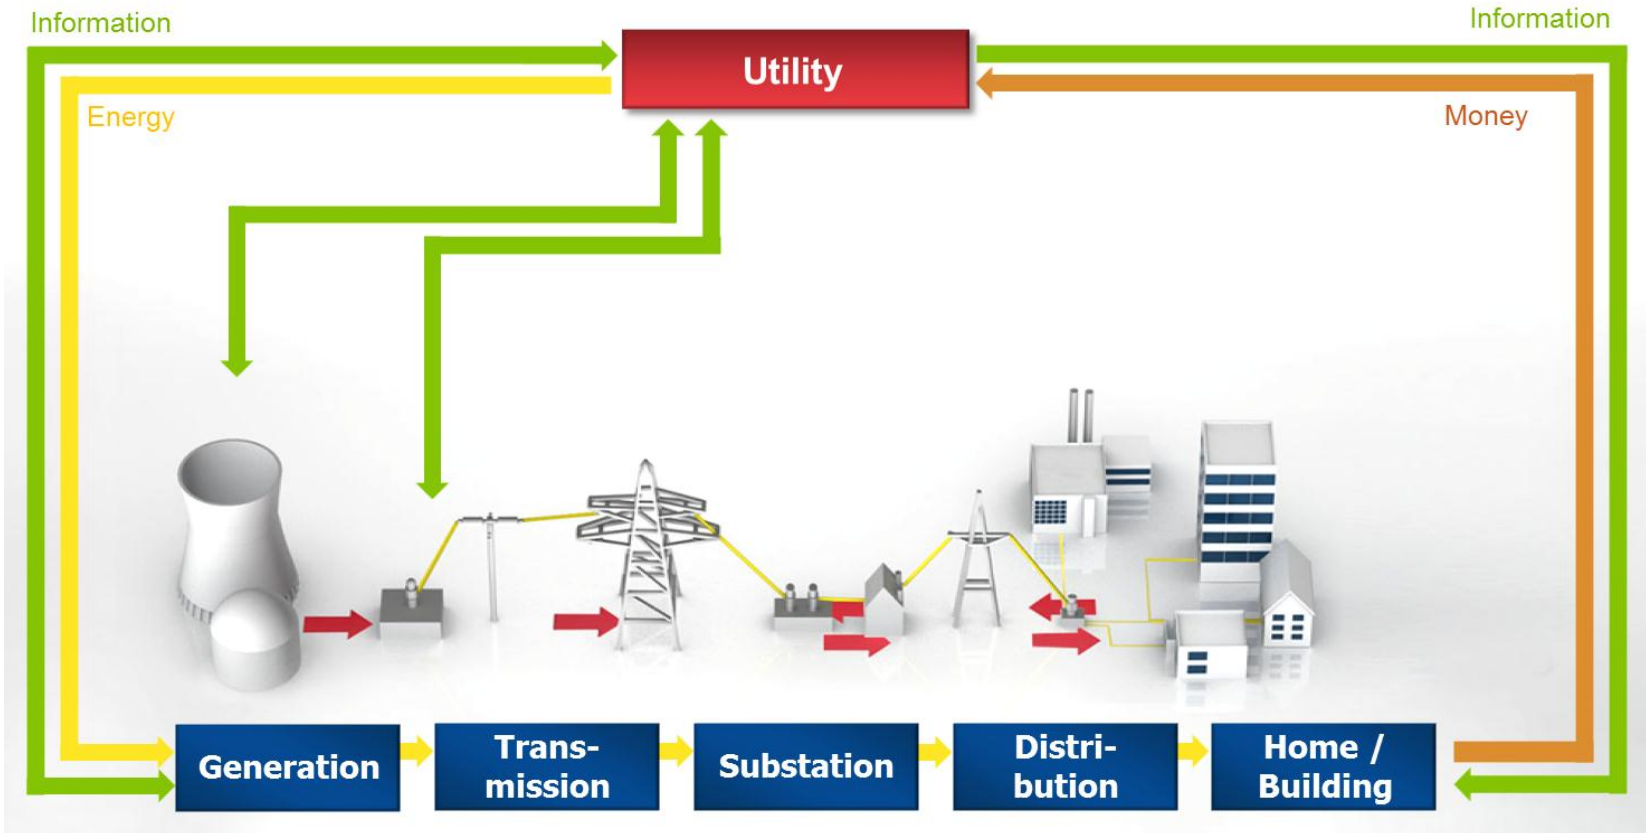 Information
Information
Utility
Energy
Money
Generation
Trans-
mission
Substation
Distri-
bution
Home /
Building